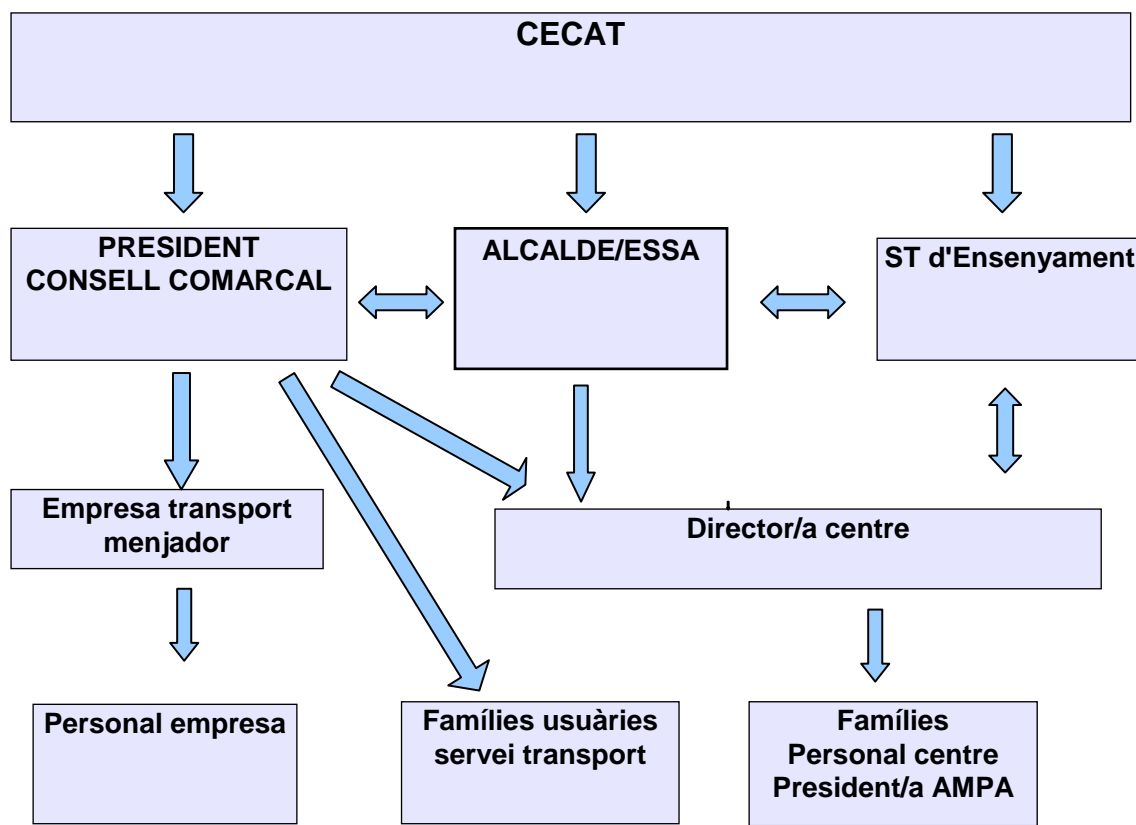 CECAT
PRESIDENT
CONSELL COMARCAL
ALCALDE/ESSA
ST d'Ensenyament
Empresa transport
menjador
Director/a centre
Personal empresa
Famílies usuàries
servei transport
Famílies
Personal centre
President/a AMPA